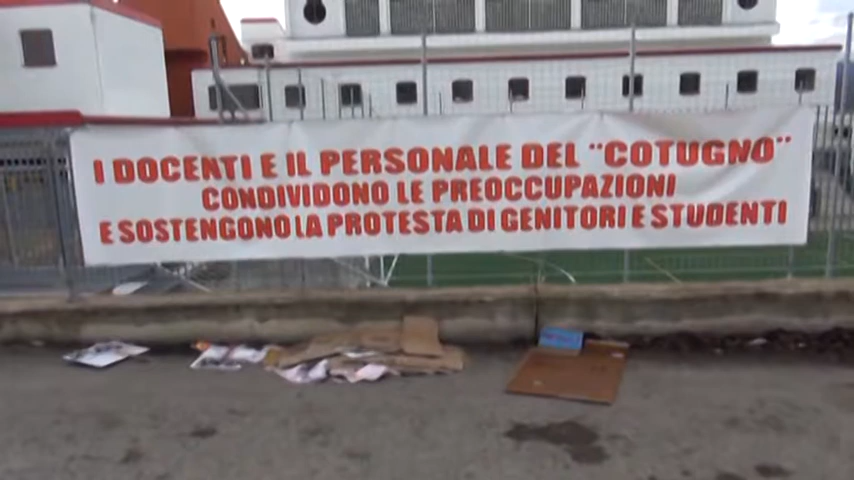 I DOCENTI E IL PERSONALE DEL "COTUGNO"
CONDIVIDONO LE PREOCCUPAZIONI
E SOSTENGONO LA PROTESTA DI GENITORI E STUDENTI